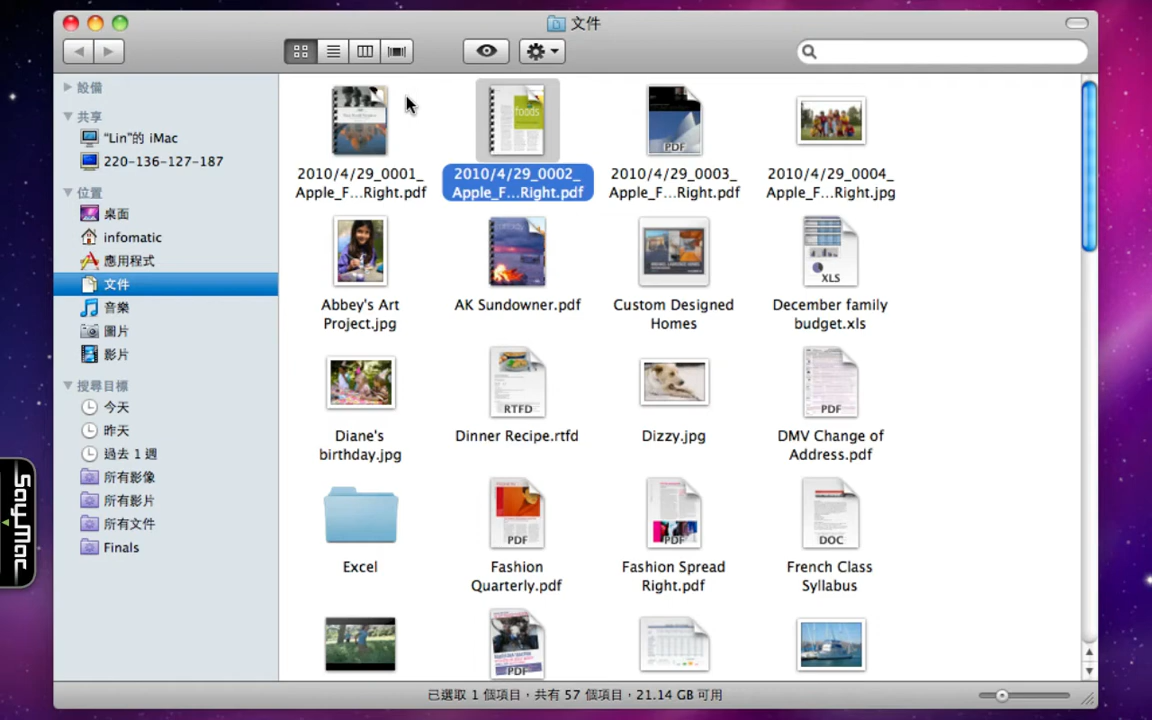 文件
設備
共享
“Lin”的 iMac
220-136-127-187
位置
桌面
infomatic
應用程式
文件
音樂
圖片
影片
搜尋目標
今天
昨天
過去 1 週
所有影像
所有影片
所有文件
Finals
2010/4/29_0001_
Apple_F...Right.pdf
foods
2010/4/29_0002_
Apple_F...Right.pdf
PDF
2010/4/29_0003_
Apple_F...Right.pdf
2010/4/29_0004_
Apple_F...Right.jpg
Abbey's Art
Project.jpg
AK Sundowner.pdf
Custom Designed
Homes
XLS
December family
budget.xls
Diane's
birthday.jpg
RTFD
Dinner Recipe.rtfd
Dizzy.jpg
PDF
DMV Change of
Address.pdf
Excel
PDF
Fashion
Quarterly.pdf
PDF
Fashion Spread
Right.pdf
DOC
French Class
Syllabus
PDF
已選取 1 個項目，共有 57 個項目，21.14 GB 可用
SayMac